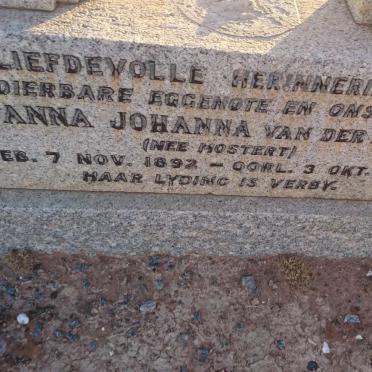 LIEFDEVOLLE HERINNERI
DIERBARE EGGENOTE EN ONS
ANNA JOHANNA VAN DER
(NEE MOSTERT)
EB. 7 NOV. 1892 - OORL. 3 OKT.
HAAR LYDING IS VERBY.